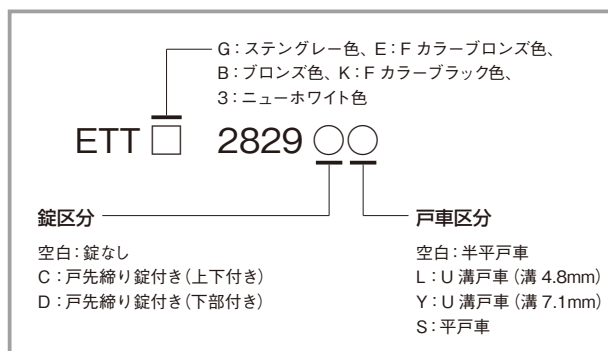 G：ステングレー色、E：F カラーブロンズ色、
B：ブロンズ色、K：F カラーブラック色、
3：ニューホワイト色
ETT □ 2829 ○○
錠区分
空白：錠なし
C：戸先締り錠付き（上下付き）
D：戸先締り錠付き（下部付き）
戸車区分
空白：半平戸車
L：U 溝戸車（溝 4.8mm）
Y：U 溝戸車（溝 7.1mm）
S：平戸車